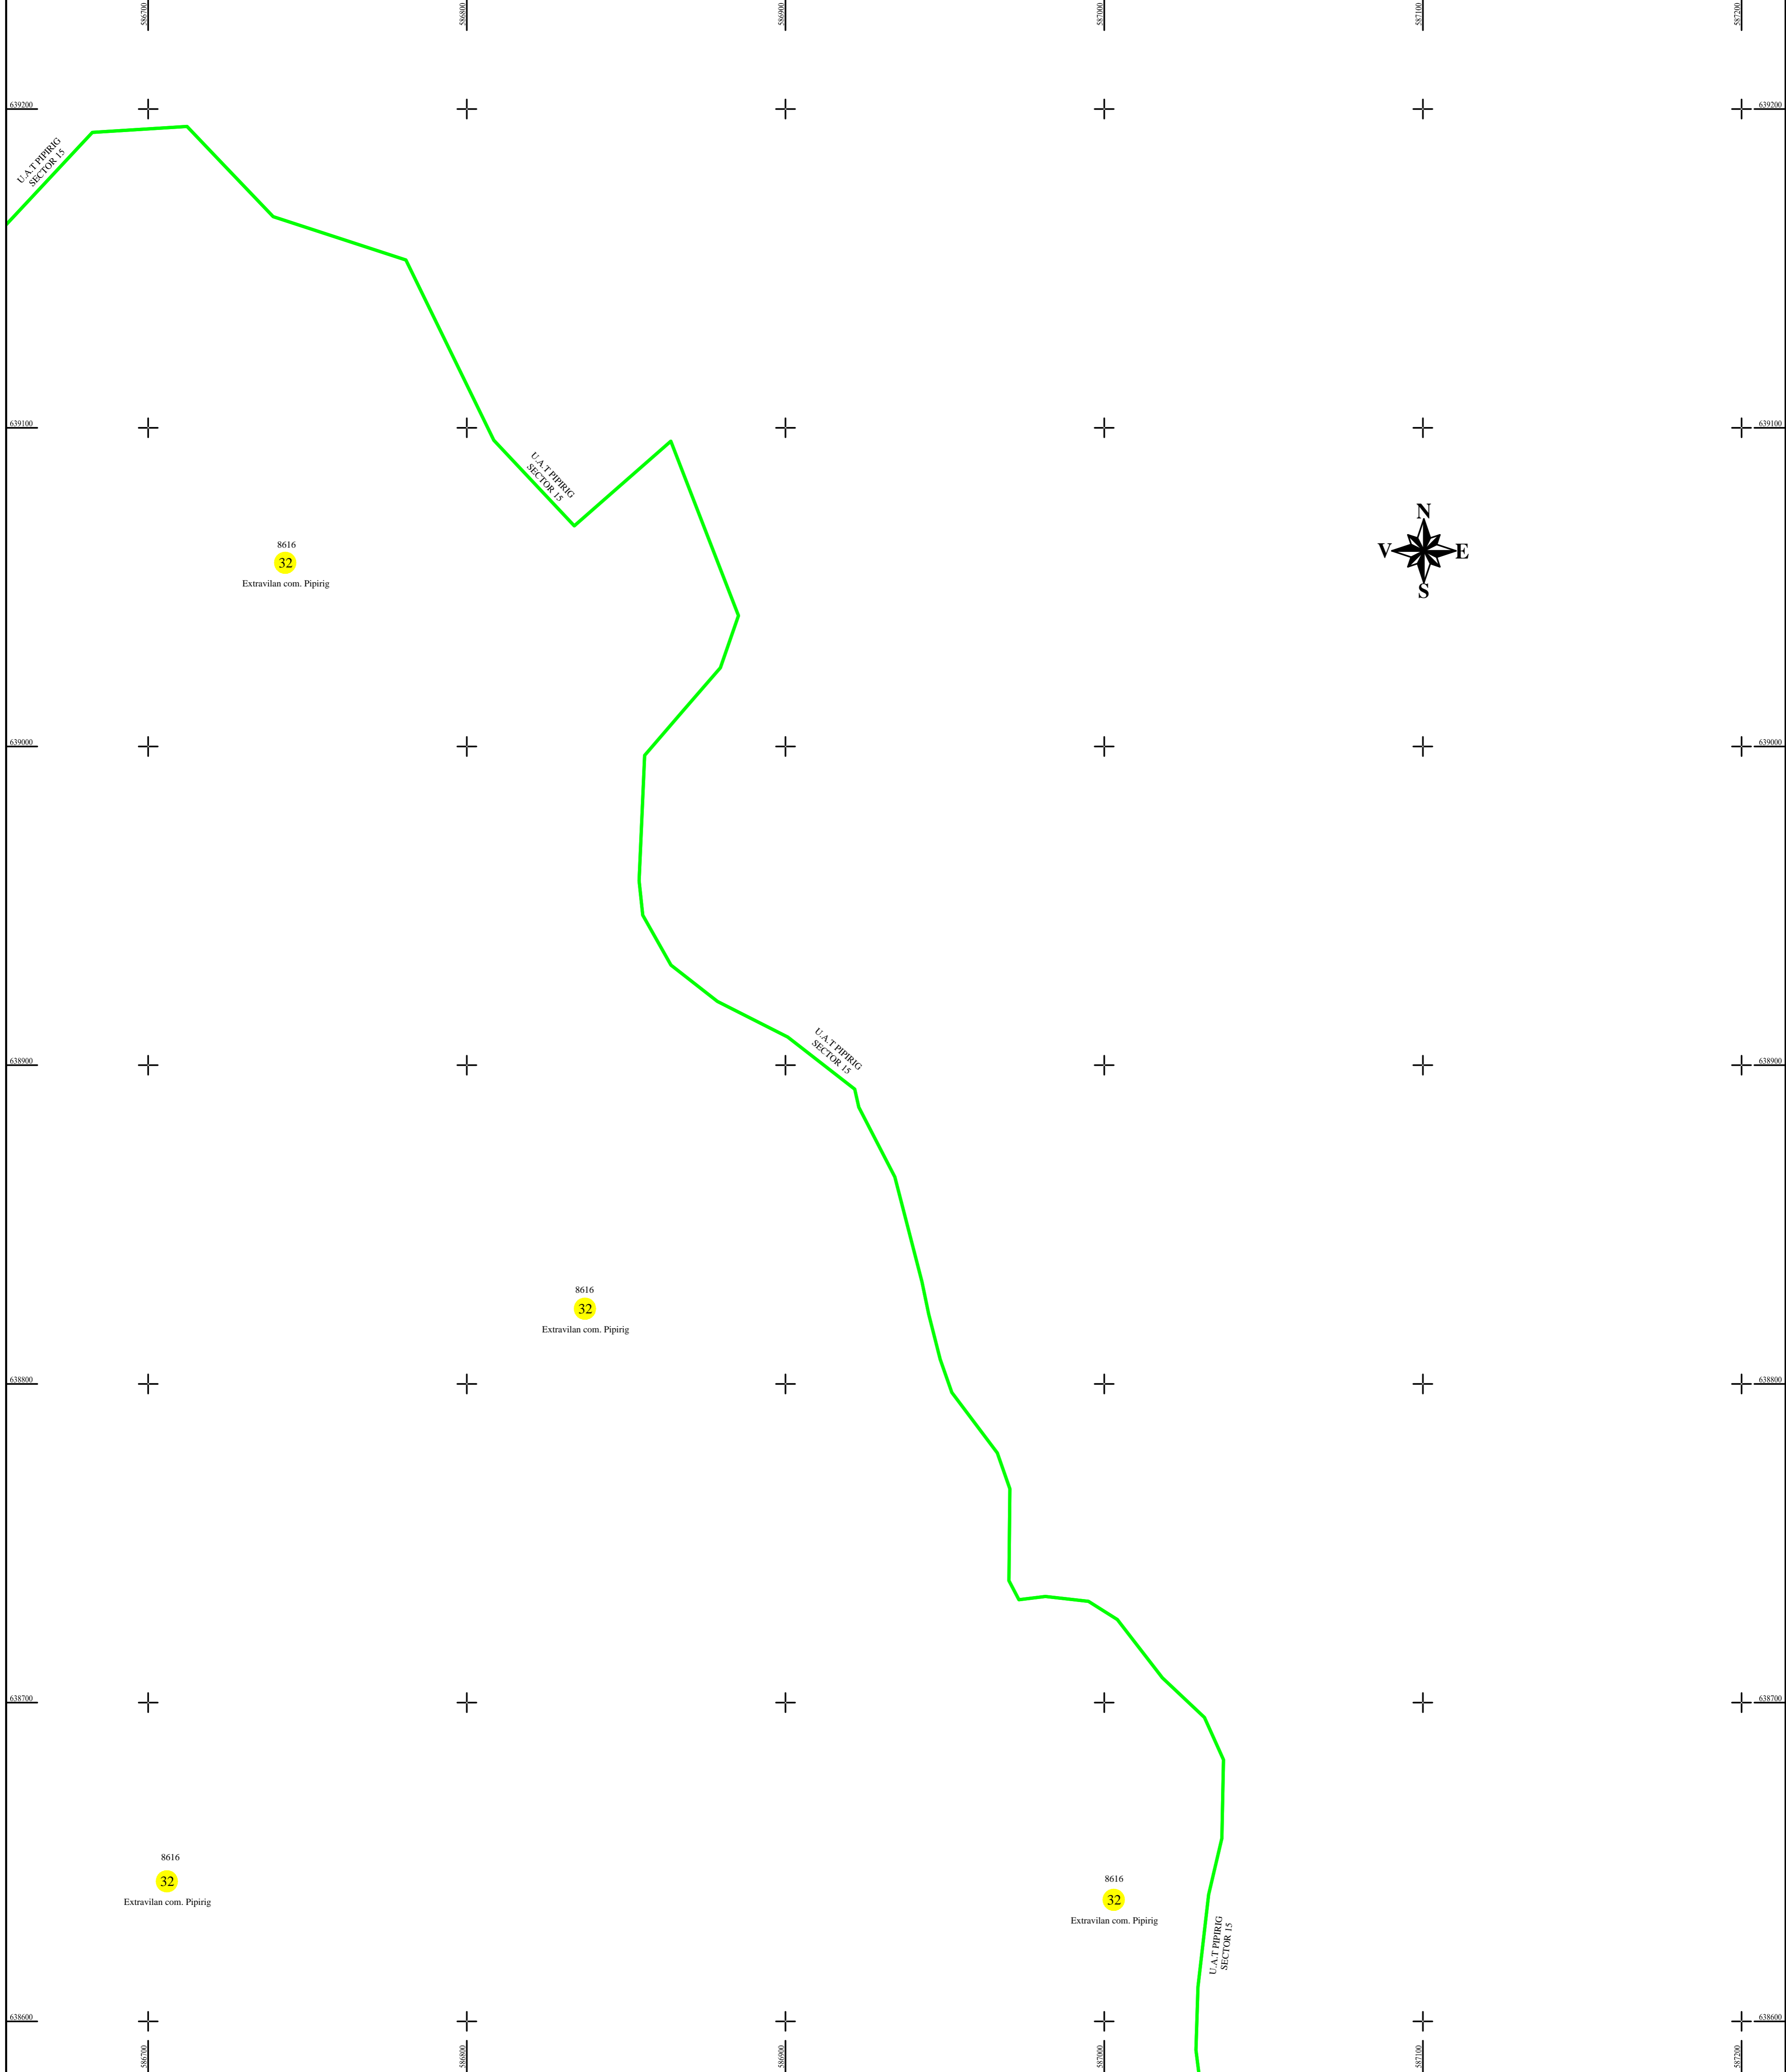 586700
586800
586900
587000
587100
587200
639200
639200
U.A.T PIPIRIG
SECTOR 15
639100
639100
U.A.T PIPIRIG
SECTOR 15
N
V
E
S
8616
32
Extravilan com. Pipirig
639000
639000
638900
638900
U.A.T PIPIRIG
SECTOR 15
8616
32
Extravilan com. Pipirig
638800
638800
638700
638700
8616
32
Extravilan com. Pipirig
8616
32
Extravilan com. Pipirig
U.A.T PIPIRIG
SECTOR 15
638600
638600
586700
586800
586900
587000
587100
587200